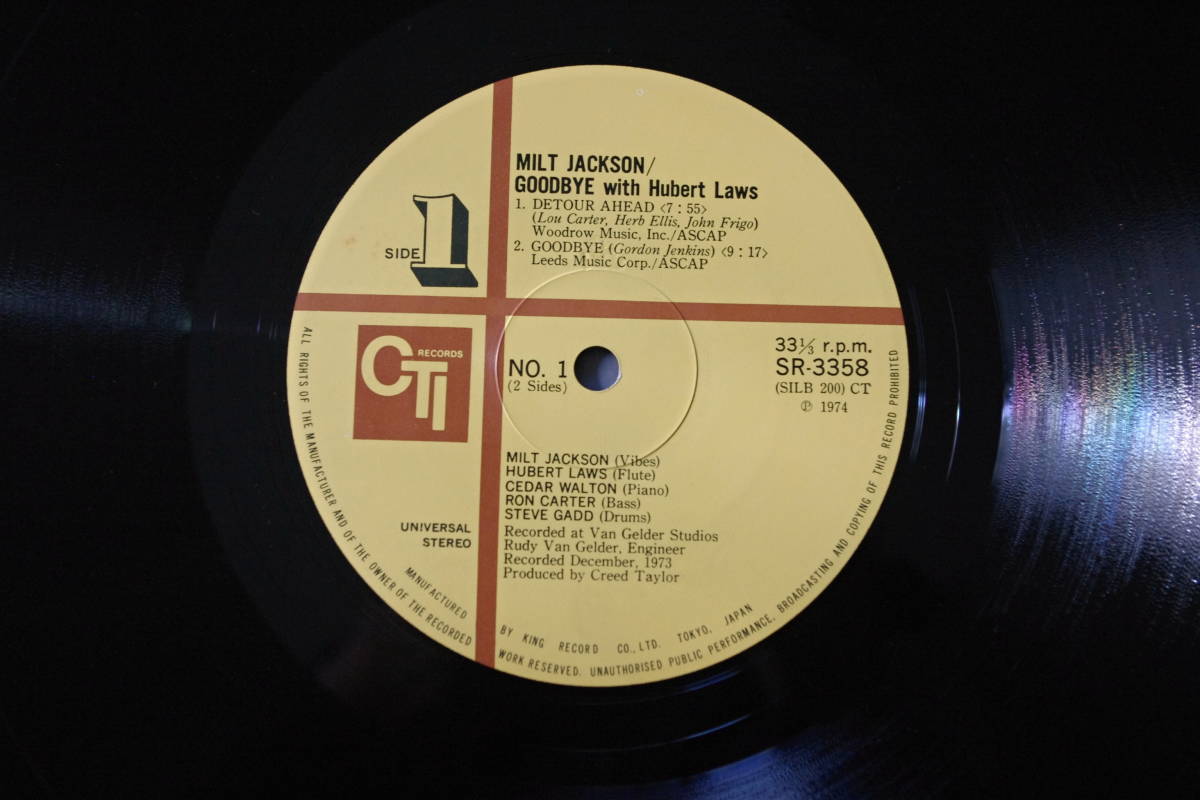 MILT JACKSON/
GOODBYE with Hubert Laws
1. DETOUR AHEAD <7 : 55>
(Lou Carter, Herb Ellis, John Frigo)
Woodrow Music, Inc./ASCAP
2. GOODBYE (Gordon Jenkins) <9 : 17>
Leeds Music Corp./ASCAP
SIDE 1
CTI RECORDS
NO. 1
(2 Sides)
33⅓ r.p.m.
SR-3358
(SILB 200) CT
℗ 1974
MILT JACKSON (Vibes)
HUBERT LAWS (Flute)
CEDAR WALTON (Piano)
RON CARTER (Bass)
STEVE GADD (Drums)
Recorded at Van Gelder Studios
Rudy Van Gelder, Engineer
Recorded December, 1973
Produced by Creed Taylor
UNIVERSAL
STEREO
MANUFACTURED BY KING RECORD CO., LTD. TOKYO, JAPAN
ALL RIGHTS OF THE MANUFACTURER AND OF THE OWNER OF THE RECORDED WORK RESERVED. UNAUTHORISED PUBLIC PERFORMANCE, BROADCASTING AND COPYING OF THIS RECORD PROHIBITED